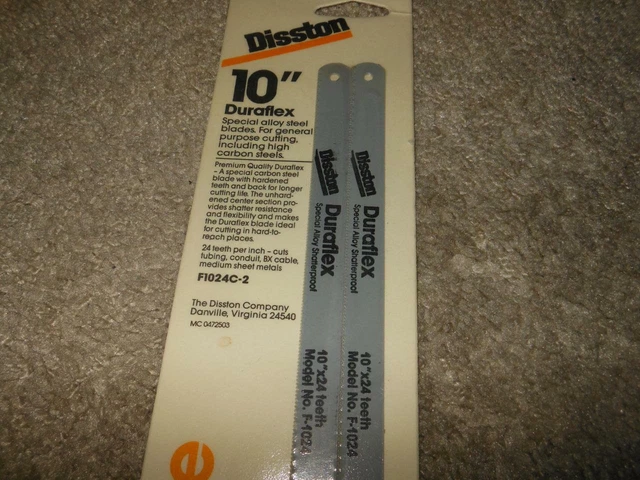 Disston
10"
Duraflex
Special alloy steel
blades. For general
purpose cutting,
including high
carbon steels.
Premium Quality Duraflex
- A special carbon steel
blade with hardened
teeth and back for longer
cutting life. The unhard-
ened center section pro-
vides shatter resistance
and flexibility and makes
the Duraflex blade ideal
for cutting in hard-to-
reach places.
24 teeth per inch - cuts
tubing, conduit, BX cable,
medium sheet metals
F1024C-2
The Disston Company
Danville, Virginia 24540
MC 0472503
e
Disston
Duraflex
Special Alloy Shatterproof
10"x24 teeth
Model No. F-1024
Disston
Duraflex
Special Alloy Shatterproof
10"x24 teeth
Model No. F-1024